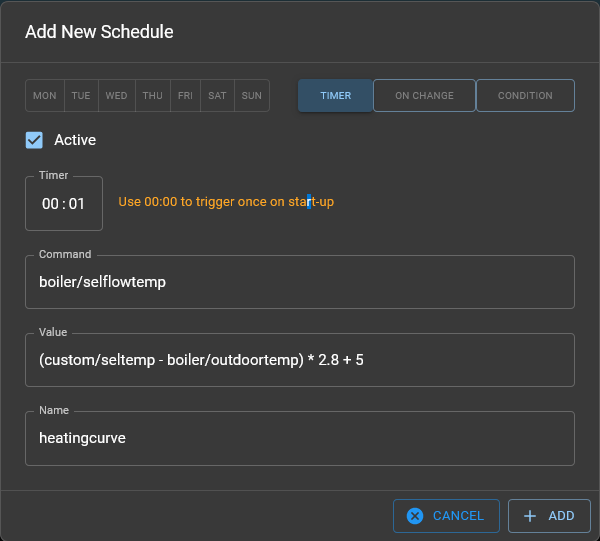 Add New Schedule
MON TUE WED THU FRI SAT SUN TIMER ON CHANGE CONDITION
Active
Timer
00 : 01 Use 00:00 to trigger once on start-up
Command
boiler/selflowtemp
Value
(custom/seltemp - boiler/outdoortemp) * 2.8 + 5
Name
heatingcurve
CANCEL ADD